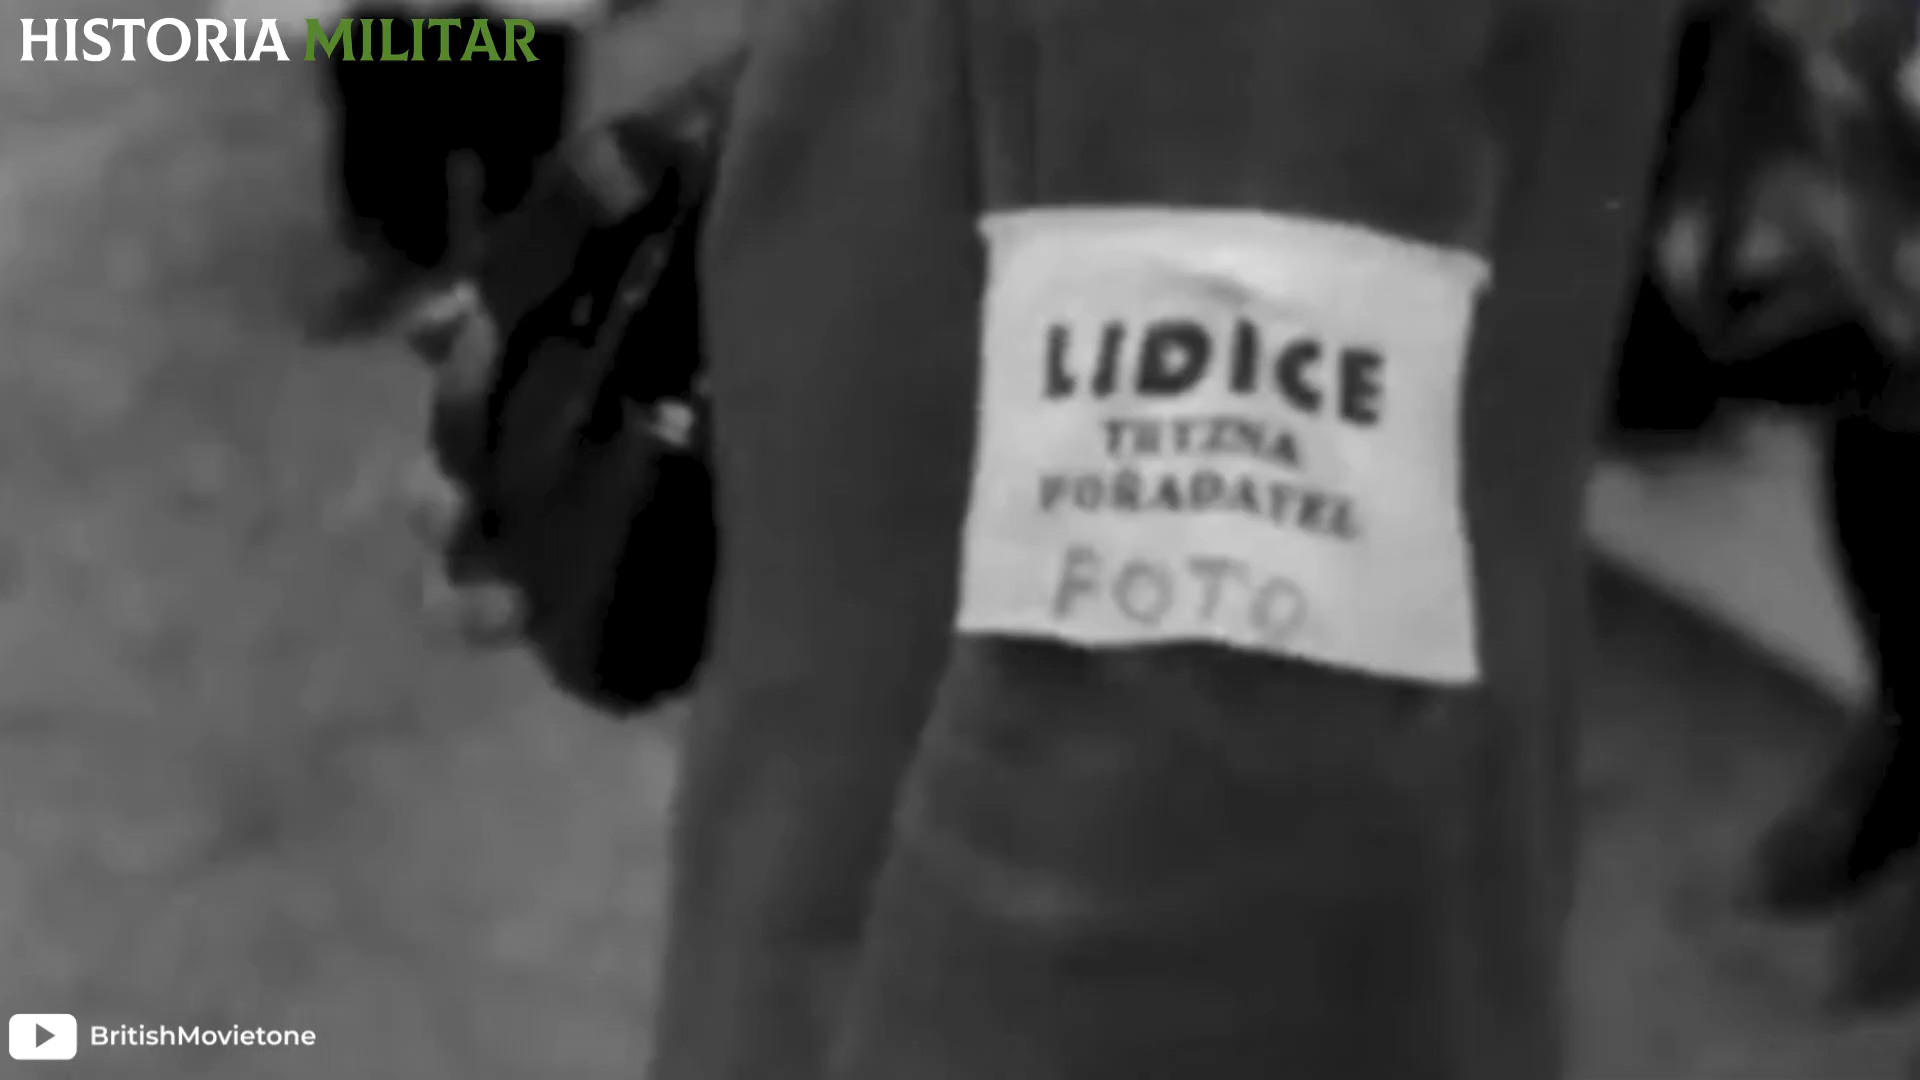 HISTORIA MILITAR
LIDICE
TRYZNA
POŘADATEL
FOTO
BritishMovietone